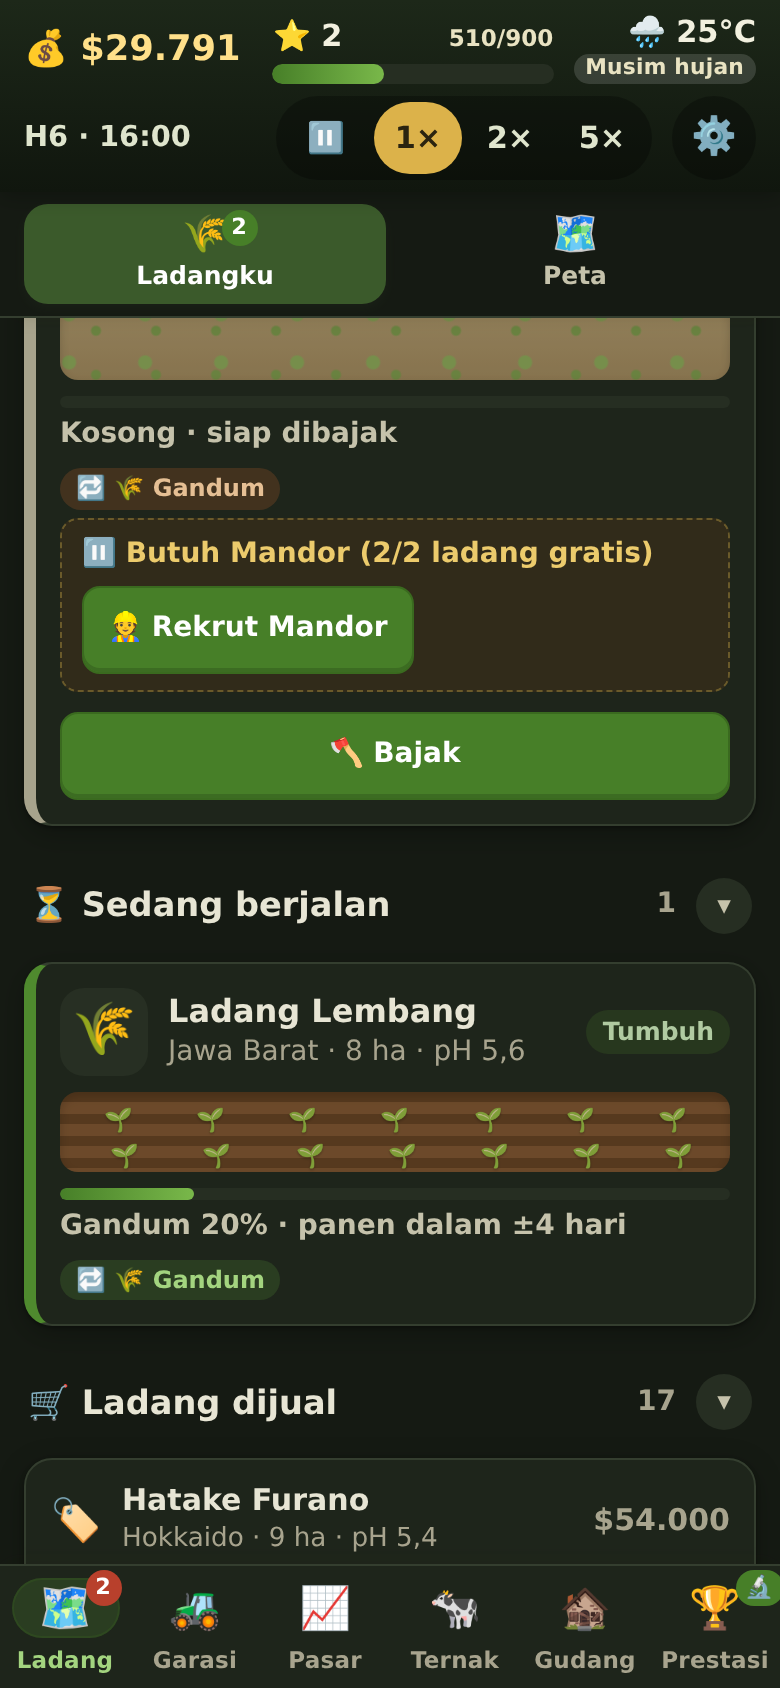 $29.791
2
510/900
25°C
Musim hujan
H6 · 16:00
1×
2×
5×
2
Ladangku
Peta
Kosong · siap dibajak
Gandum
Butuh Mandor (2/2 ladang gratis)
Rekrut Mandor
Bajak
Sedang berjalan
1
Ladang Lembang
Jawa Barat · 8 ha · pH 5,6
Tumbuh
Gandum 20% · panen dalam ±4 hari
Gandum
Ladang dijual
17
Hatake Furano
Hokkaido · 9 ha · pH 5,4
$54.000
2
Ladang
Garasi
Pasar
Ternak
Gudang
Prestasi